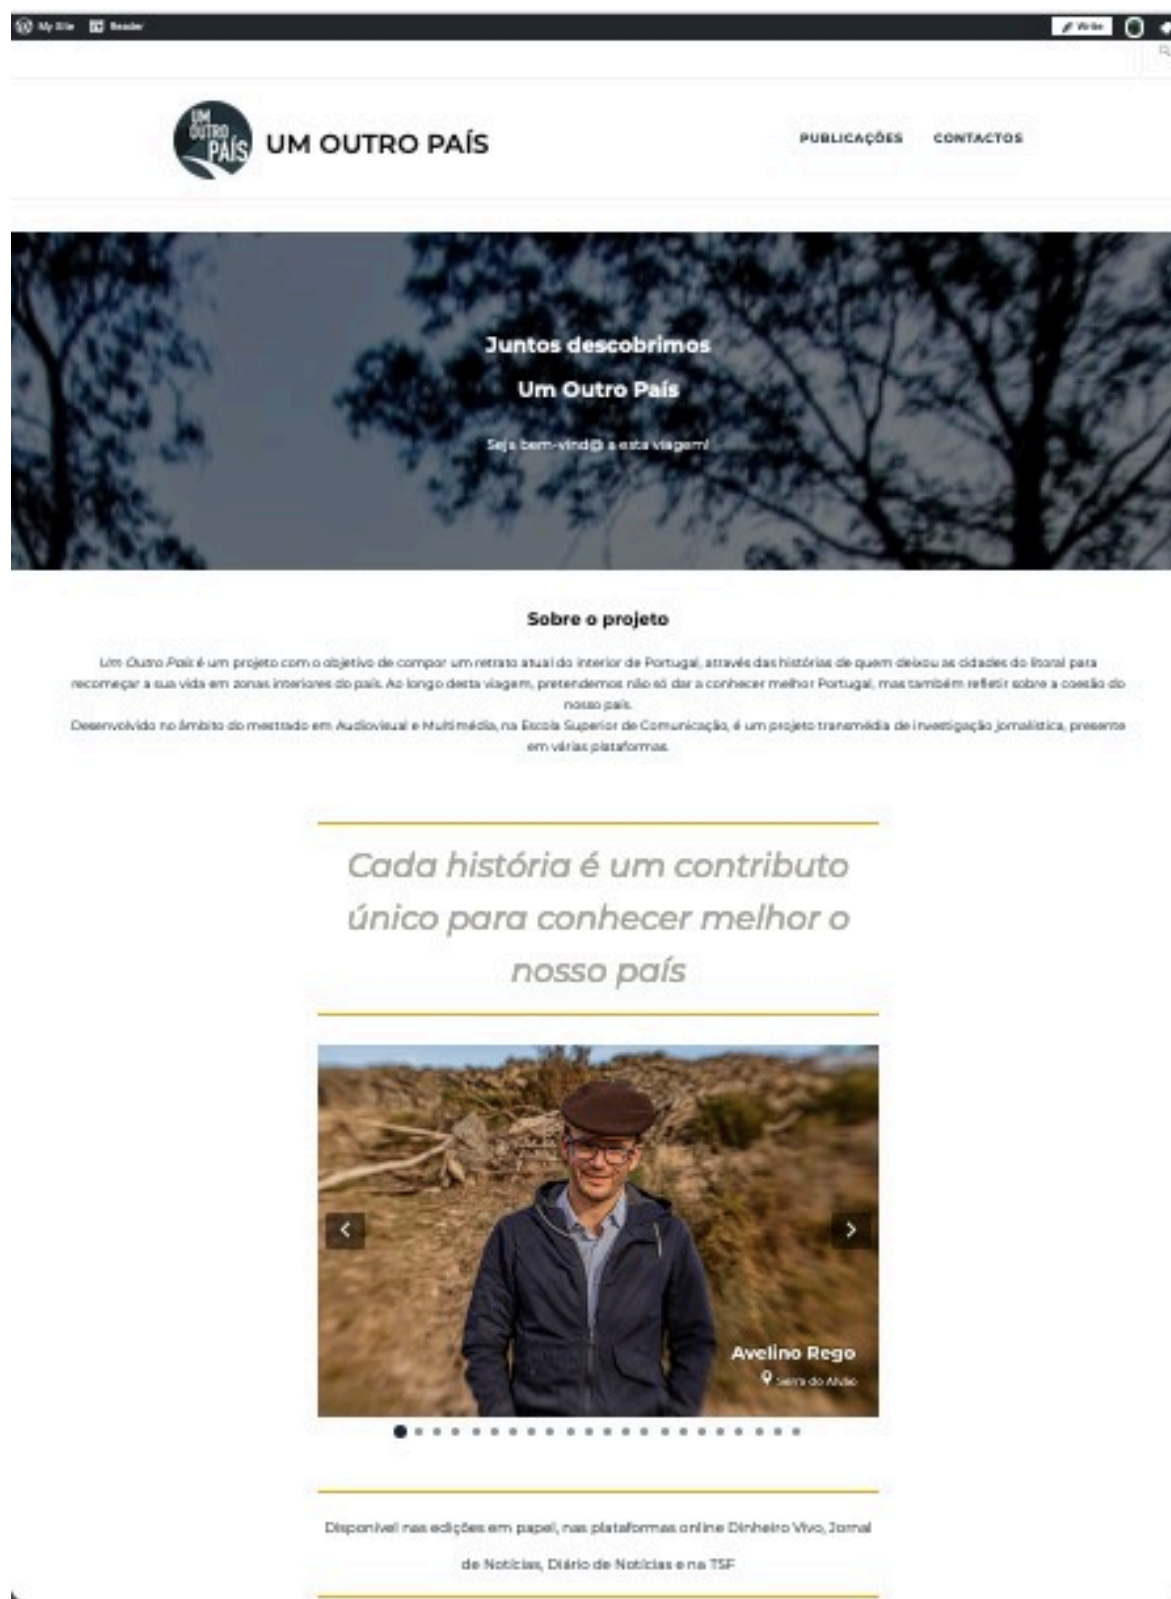 My Site Reader Write
UM
OUTRO
PAÍS
UM OUTRO PAÍS
PUBLICAÇÕES CONTACTOS
Juntos descobrimos
Um Outro País
Seja bem-vind@ a esta viagem!
Sobre o projeto
Um Outro País é um projeto com o objetivo de compor um retrato atual do interior de Portugal, através das histórias de quem deixou as cidades do litoral para
recomeçar a sua vida em zonas interiores do país. Ao longo desta viagem, pretendemos não só dar a conhecer melhor Portugal, mas também refletir sobre a coesão do
nosso país.
Desenvolvido no âmbito do mestrado em Audiovisual e Multimédia, na Escola Superior de Comunicação, é um projeto transmédia de investigação jornalística, presente
em várias plataformas.
Cada história é um contributo
único para conhecer melhor o
nosso país
Avelino Rego
Serra do Alvão
Disponível nas edições em papel, nas plataformas online Dinheiro Vivo, Jornal
de Notícias, Diário de Notícias e na TSF